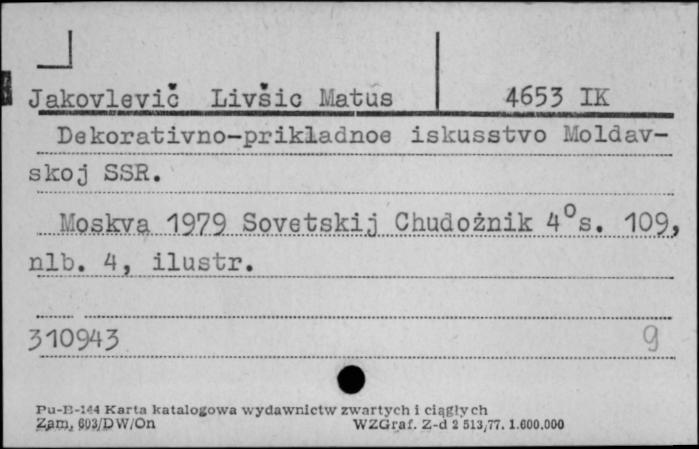 Jakovlevič Livšic Matus 4653 IK
Dekorativno-prikladnoe iskusstvo Moldav-
skoj SSR.
Moskva 1979 Sovetskij Chudożnik 4°s. 109,
nlb. 4, ilustr.
310943 9
Pu-B-144 Karta katalogowa wydawnictw zwartych i ciągłych
Zam. 603/DW/On WZGraf. Z-d 2 513/77. 1.600.000